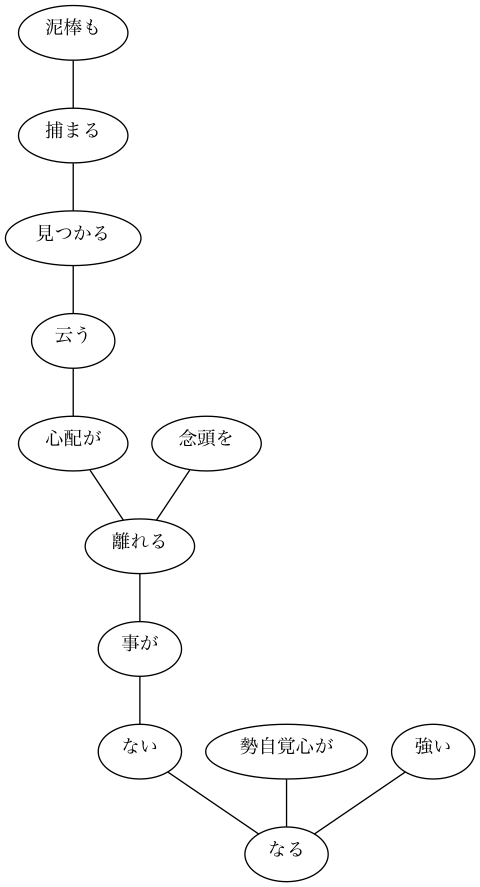 泥棒も
捕まる
見つかる
云う
心配が
念頭を
離れる
事が
ない
勢自覚心が
強い
なる